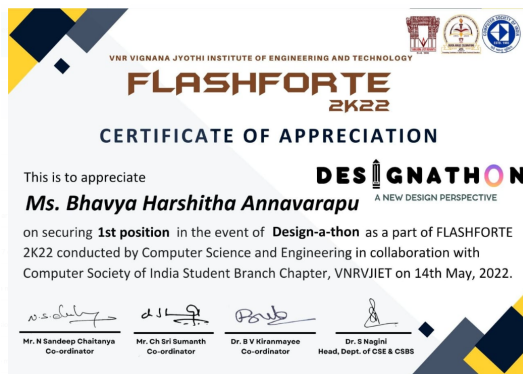 VNR VIGNANA JYOTHI INSTITUTE OF ENGINEERING AND TECHNOLOGY
FLASHFORTE
2K22
CERTIFICATE OF APPRECIATION
This is to appreciate
DESIGNATHON
A NEW DESIGN PERSPECTIVE
Ms. Bhavya Harshitha Annavarapu
on securing 1st position in the event of Design-a-thon as a part of FLASHFORTE
2K22 conducted by Computer Science and Engineering in collaboration with
Computer Society of India Student Branch Chapter, VNRVJIET on 14th May, 2022.
Mr. N Sandeep Chaitanya
Co-ordinator
Mr. Ch Sri Sumanth
Co-ordinator
Dr. B V Kiranmayee
Co-ordinator
Dr. S Nagini
Head, Dept. of CSE & CSBS